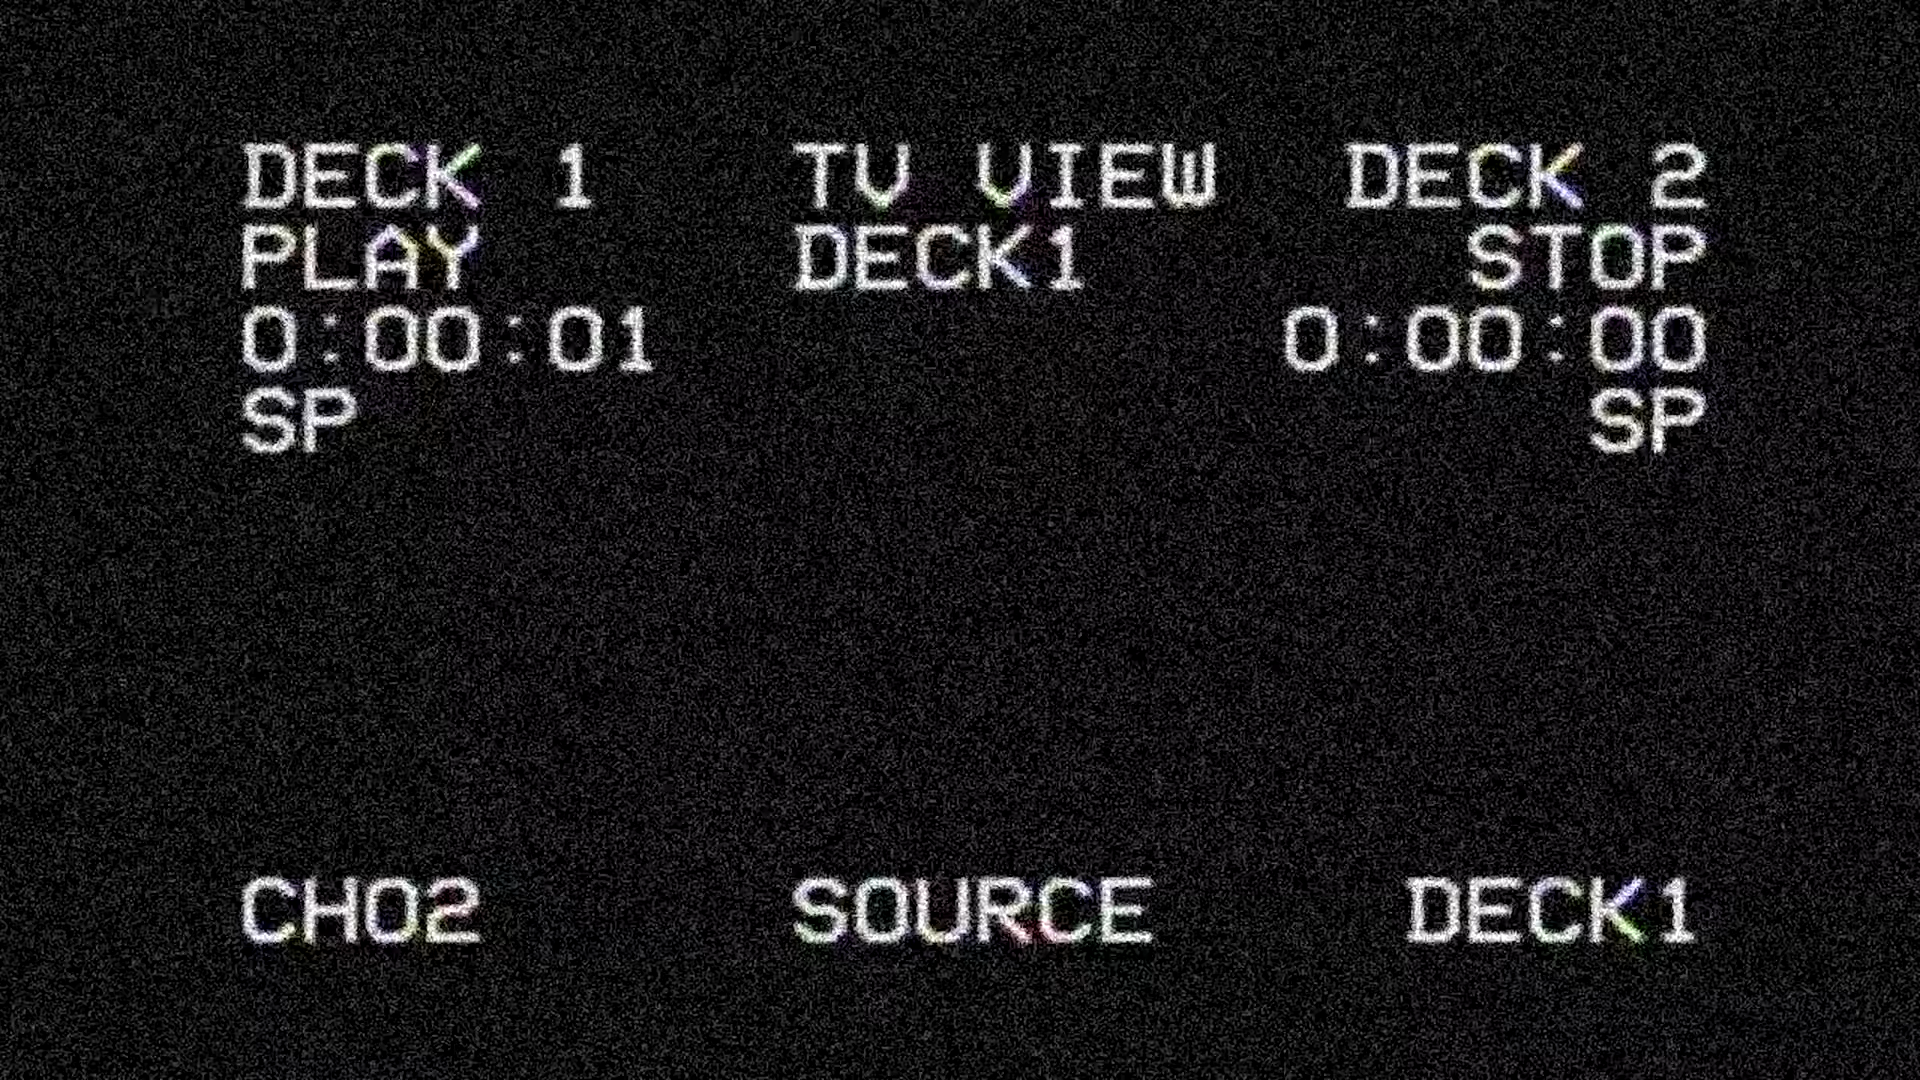 DECK 1 TV VIEW DECK 2
PLAY DECK1 STOP
0:00:01 0:00:00
SP SP
CH02 SOURCE DECK1